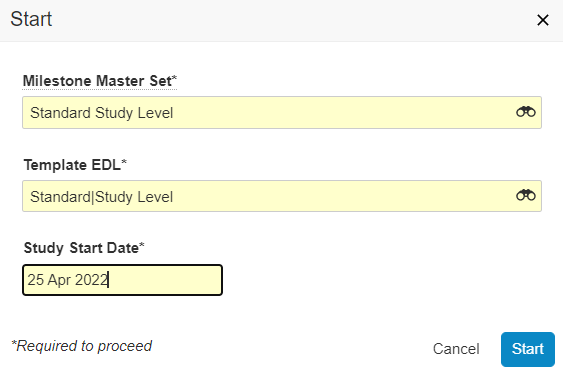 Start
Milestone Master Set*
Standard Study Level
Template EDL*
Standard|Study Level
Study Start Date*
25 Apr 2022
*Required to proceed
Cancel Start